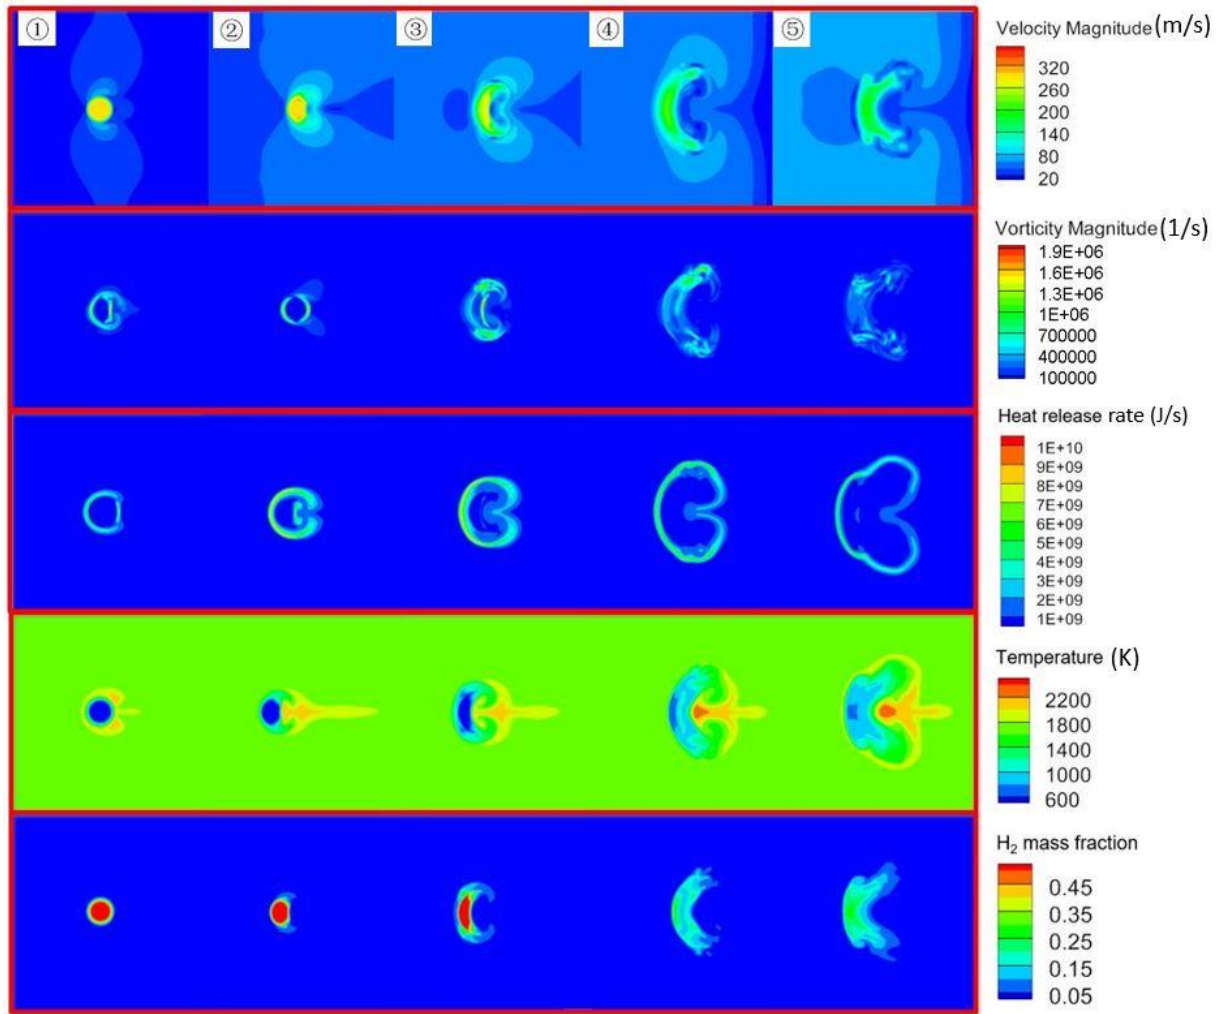 ① ② ③ ④ ⑤
Velocity Magnitude (m/s)
320
260
200
140
80
20
Vorticity Magnitude (1/s)
1.9E+06
1.6E+06
1.3E+06
1E+06
700000
400000
100000
Heat release rate (J/s)
1E+10
9E+09
8E+09
7E+09
6E+09
5E+09
4E+09
3E+09
2E+09
1E+09
Temperature (K)
2200
1800
1400
1000
600
H₂ mass fraction
0.45
0.35
0.25
0.15
0.05